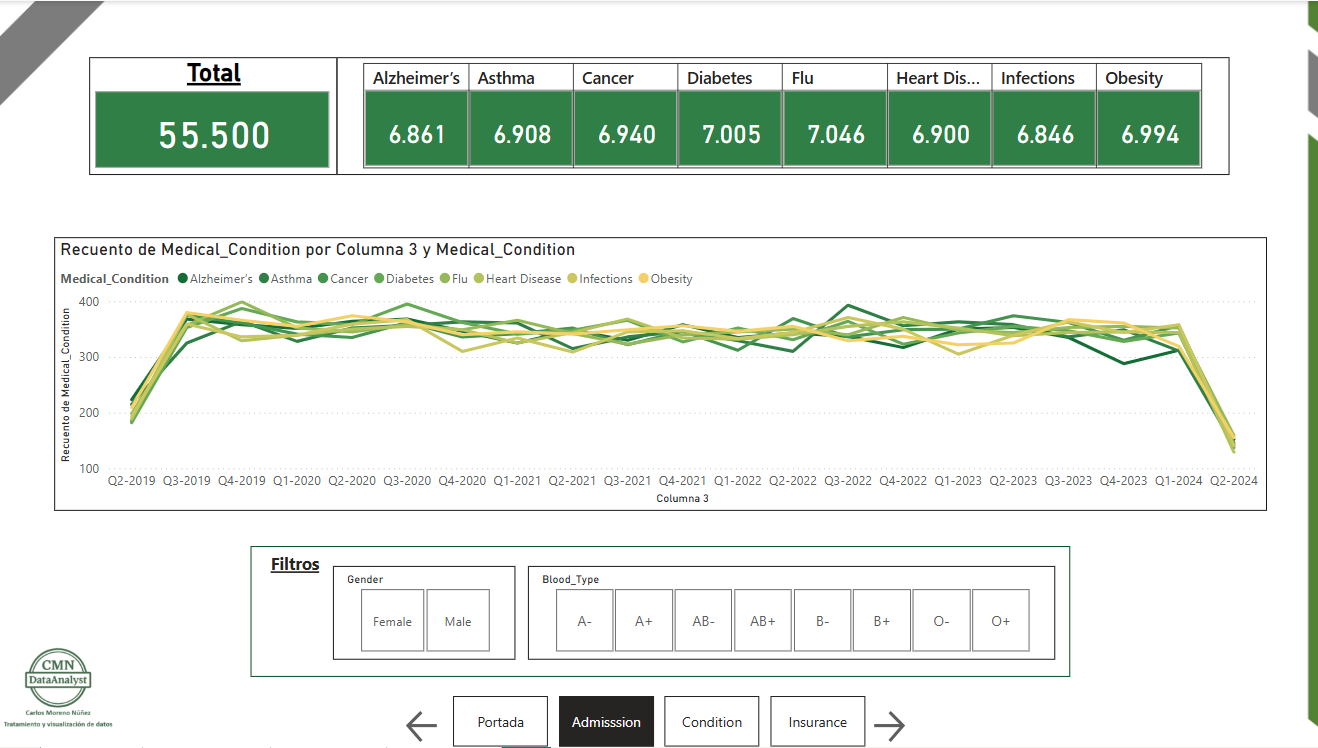 Total
55.500
Alzheimer's Asthma Cancer Diabetes Flu Heart Dis... Infections Obesity
6.861 6.908 6.940 7.005 7.046 6.900 6.846 6.994
Recuento de Medical_Condition por Columna 3 y Medical_Condition
Medical_Condition Alzheimer's Asthma Cancer Diabetes Flu Heart Disease Infections Obesity
Recuento de Medical_Condition
400
300
200
100
Q2-2019 Q3-2019 Q4-2019 Q1-2020 Q2-2020 Q3-2020 Q4-2020 Q1-2021 Q2-2021 Q3-2021 Q4-2021 Q1-2022 Q2-2022 Q3-2022 Q4-2022 Q1-2023 Q2-2023 Q3-2023 Q4-2023 Q1-2024 Q2-2024
Columna 3
Filtros
Gender
Female Male
Blood_Type
A- A+ AB- AB+ B- B+ O- O+
CMN
DataAnalyst
Carlos Moreno Núñez
Tratamiento y visualización de datos
Portada Admisssion Condition Insurance